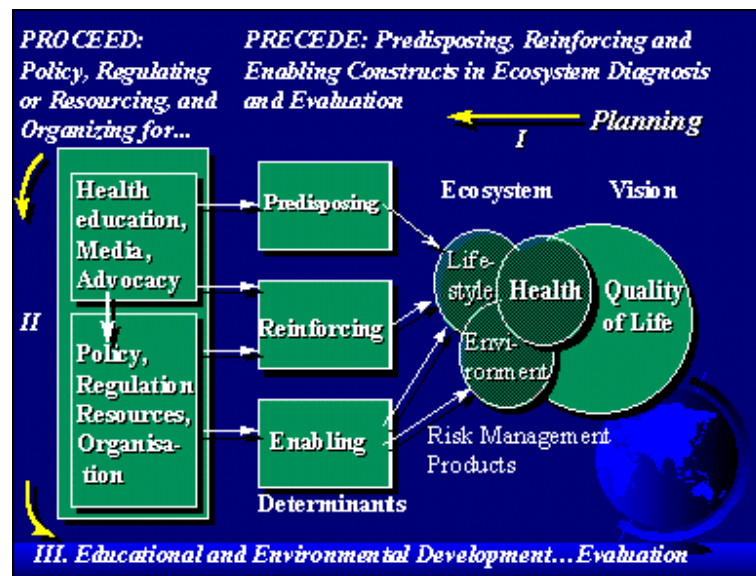 PROCEED:
Policy, Regulating
or Resourcing, and
Organizing for...
PRECEDE: Predisposing, Reinforcing and
Enabling Constructs in Ecosystem Diagnosis
and Evaluation
Planning
I
II
Health
education,
Media,
Advocacy
Policy,
Regulation
Resources,
Organisa-
tion
Predisposing
Reinforcing
Enabling
Determinants
Ecosystem
Vision
Life-
style
Health
Quality
of Life
Envi-
ronment
Risk Management
Products
III. Educational and Environmental Development...Evaluation